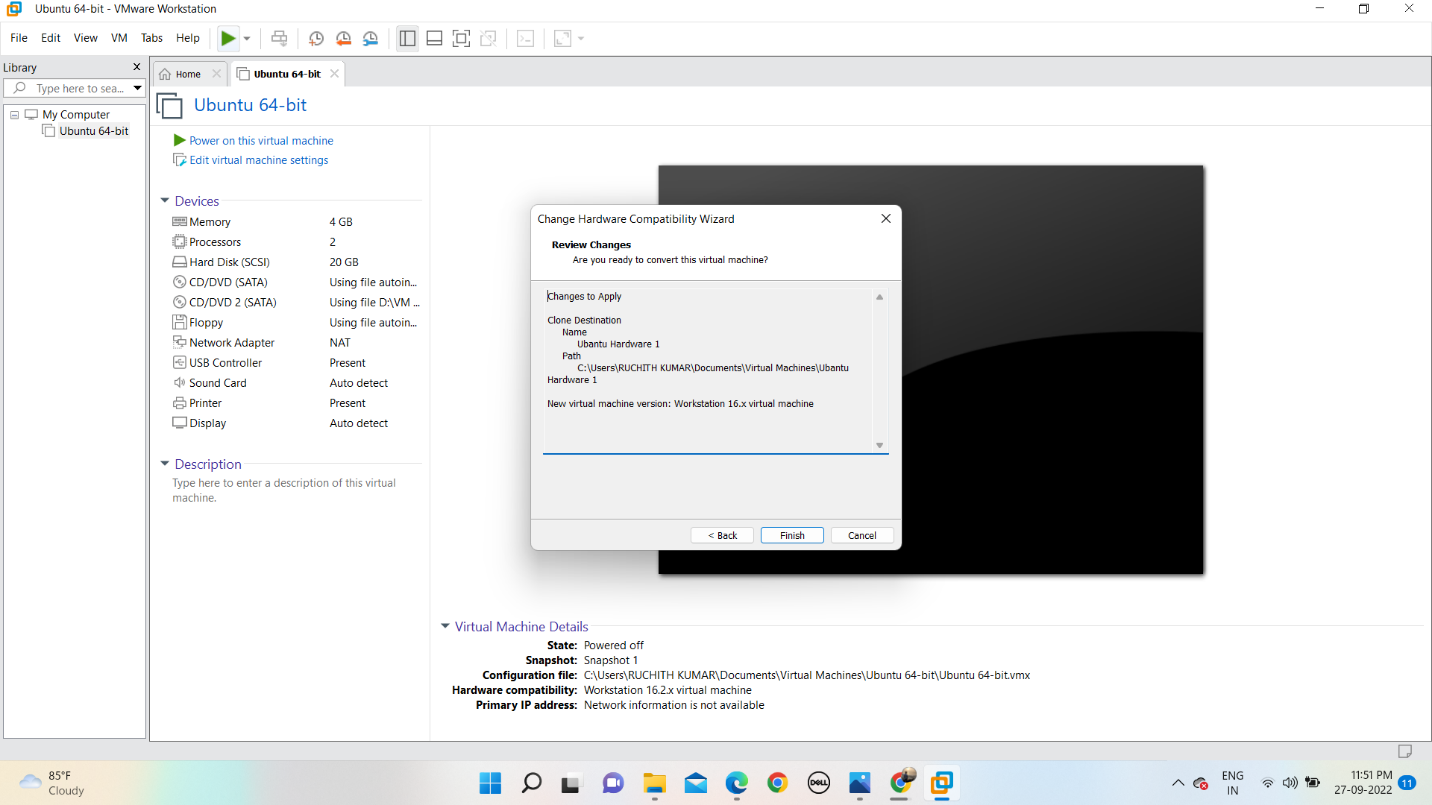 Ubuntu 64-bit - VMware Workstation
File Edit View VM Tabs Help
Library
Type here to sea...
My Computer
Ubuntu 64-bit
Home
Ubuntu 64-bit
Ubuntu 64-bit
Power on this virtual machine
Edit virtual machine settings
Devices
Memory 4 GB
Processors 2
Hard Disk (SCSI) 20 GB
CD/DVD (SATA) Using file autoin...
CD/DVD 2 (SATA) Using file D:\VM ...
Floppy Using file autoin...
Network Adapter NAT
USB Controller Present
Sound Card Auto detect
Printer Present
Display Auto detect
Description
Type here to enter a description of this virtual
machine.
Change Hardware Compatibility Wizard
Review Changes
Are you ready to convert this virtual machine?
Changes to Apply
Clone Destination
Name
Ubantu Hardware 1
Path
C:\Users\RUCHITH KUMAR\Documents\Virtual Machines\Ubantu
Hardware 1
New virtual machine version: Workstation 16.x virtual machine
< Back Finish Cancel
Virtual Machine Details
State: Powered off
Snapshot: Snapshot 1
Configuration file: C:\Users\RUCHITH KUMAR\Documents\Virtual Machines\Ubuntu 64-bit\Ubuntu 64-bit.vmx
Hardware compatibility: Workstation 16.2.x virtual machine
Primary IP address: Network information is not available
85°F
Cloudy
DELL
ENG
IN
11:51 PM
27-09-2022
11